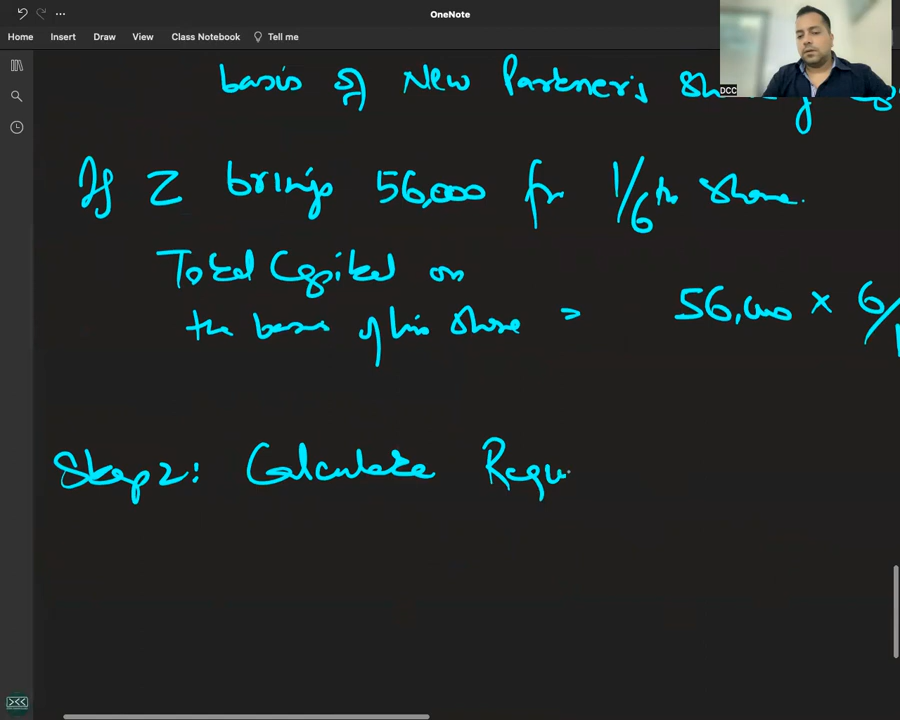 OneNote
Home Insert Draw View Class Notebook Tell me
DCC
basis of New Partner's
If Z brings 56,000 for 1/6th share.
Total Capital on
the basis of his share = 56,000 × 6/1
Step 2: Calculate Requ